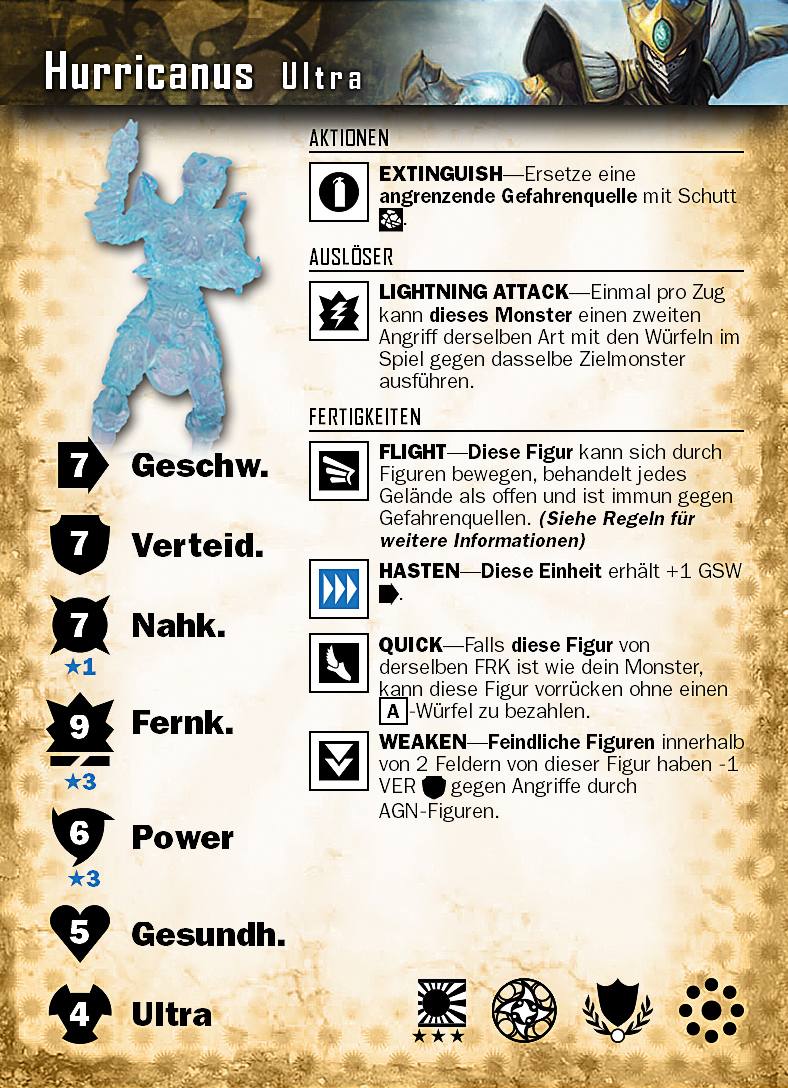 Hurricanus Ultra
AKTIONEN
EXTINGUISH—Ersetze eine
angrenzende Gefahrenquelle mit Schutt
.
AUSLÖSER
LIGHTNING ATTACK—Einmal pro Zug
kann dieses Monster einen zweiten
Angriff derselben Art mit den Würfeln im
Spiel gegen dasselbe Zielmonster
ausführen.
FERTIGKEITEN
FLIGHT—Diese Figur kann sich durch
Figuren bewegen, behandelt jedes
Gelände als offen und ist immun gegen
Gefahrenquellen. (Siehe Regeln für
weitere Informationen)
HASTEN—Diese Einheit erhält +1 GSW
.
QUICK—Falls diese Figur von
derselben FRK ist wie dein Monster,
kann diese Figur vorrücken ohne einen
A-Würfel zu bezahlen.
WEAKEN—Feindliche Figuren innerhalb
von 2 Feldern von dieser Figur haben -1
VER gegen Angriffe durch
AGN-Figuren.
7 Geschw.
7 Verteid.
7 Nahk.
★1
9 Fernk.
★3
6 Power
★3
5 Gesundh.
4 Ultra
★★★